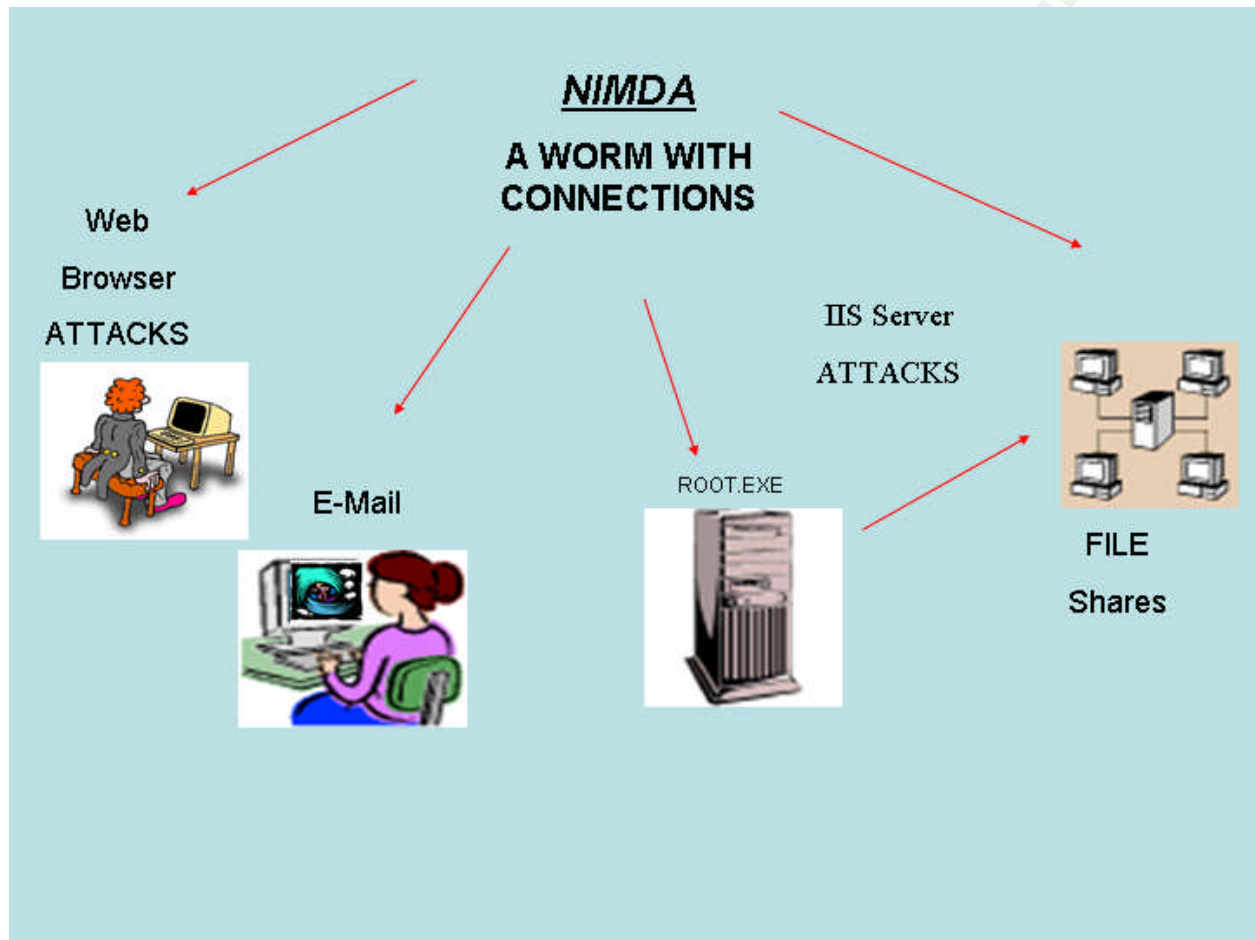 NIMDA
A WORM WITH
CONNECTIONS
Web
Browser
ATTACKS
E-Mail
IIS Server
ATTACKS
ROOT.EXE
FILE
Shares